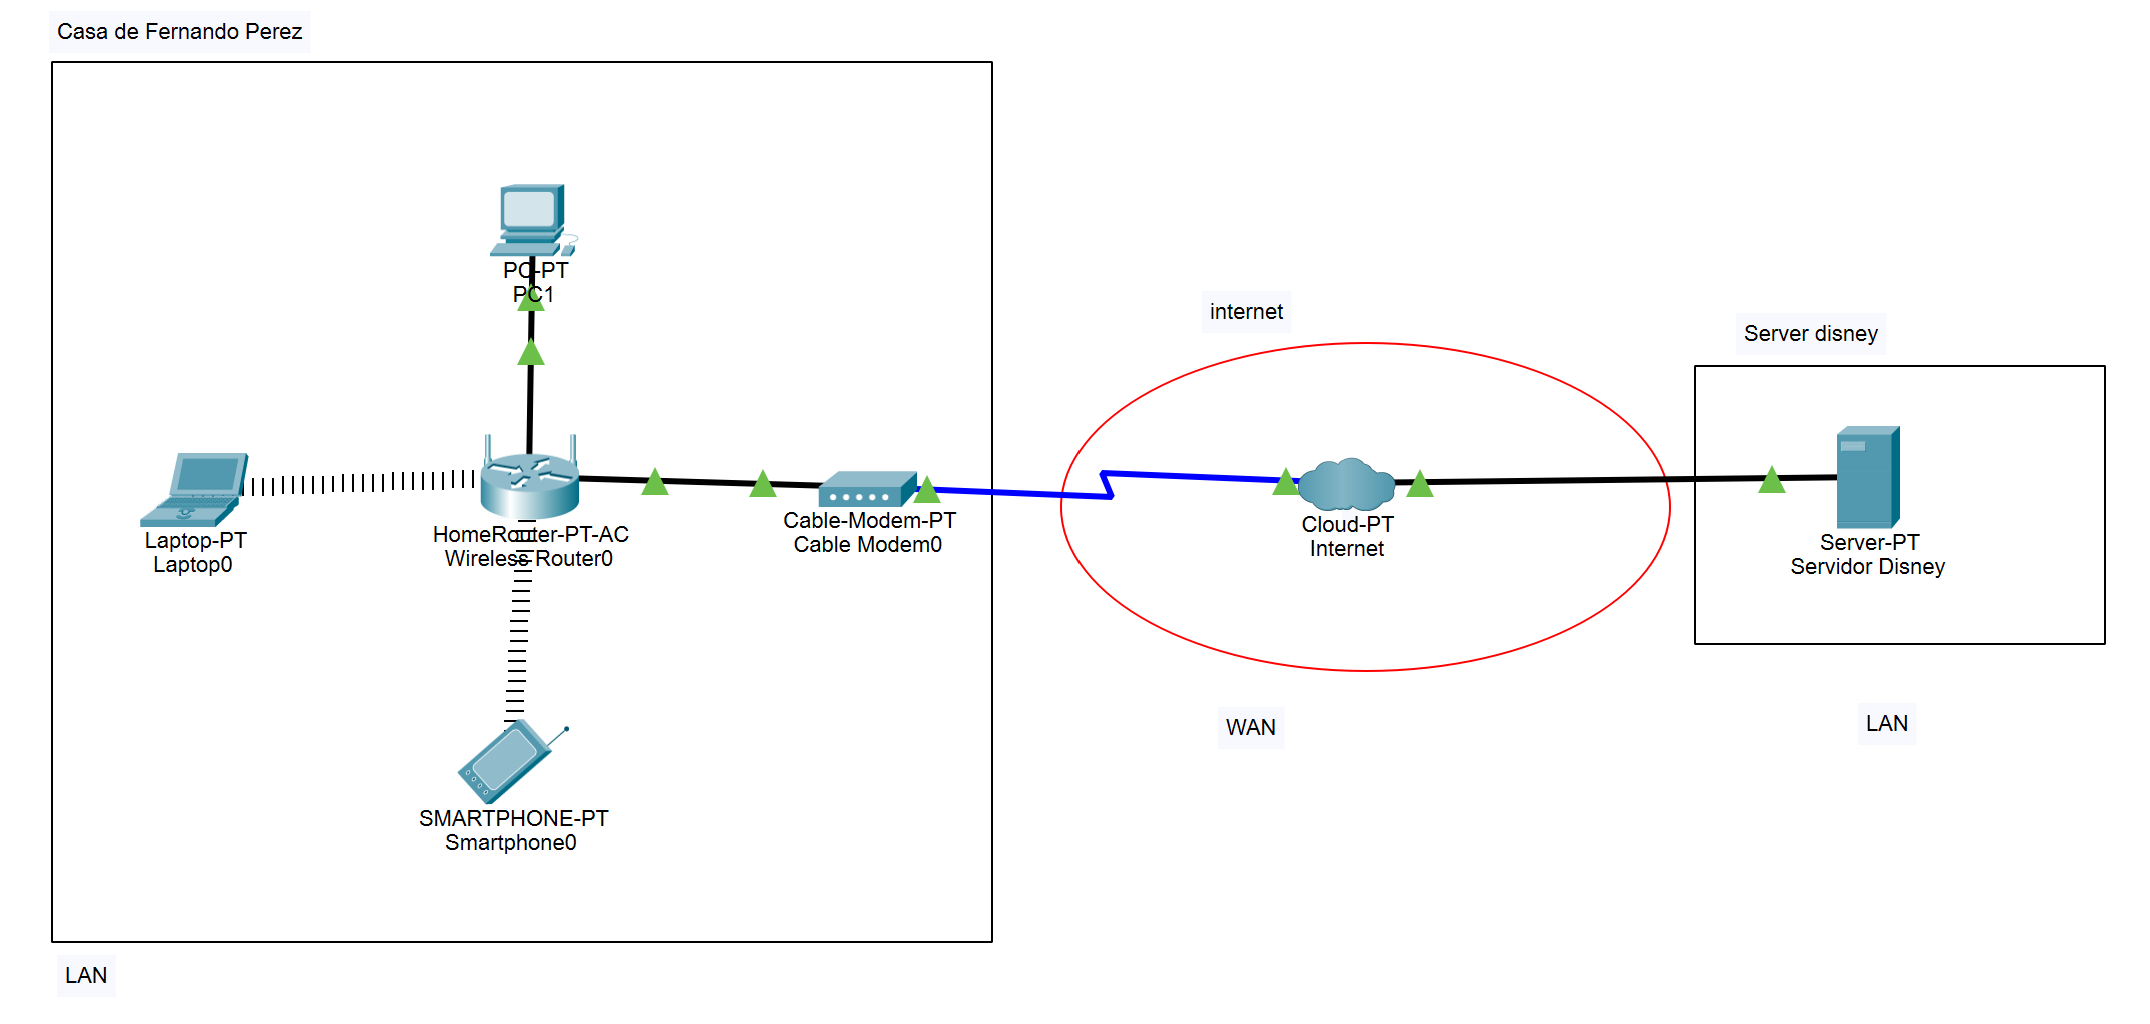 Casa de Fernando Perez
PC-PT
PC1
Laptop-PT
Laptop0
HomeRouter-PT-AC
Wireless Router0
Cable-Modem-PT
Cable Modem0
SMARTPHONE-PT
Smartphone0
LAN
internet
Cloud-PT
Internet
WAN
Server disney
Server-PT
Servidor Disney
LAN